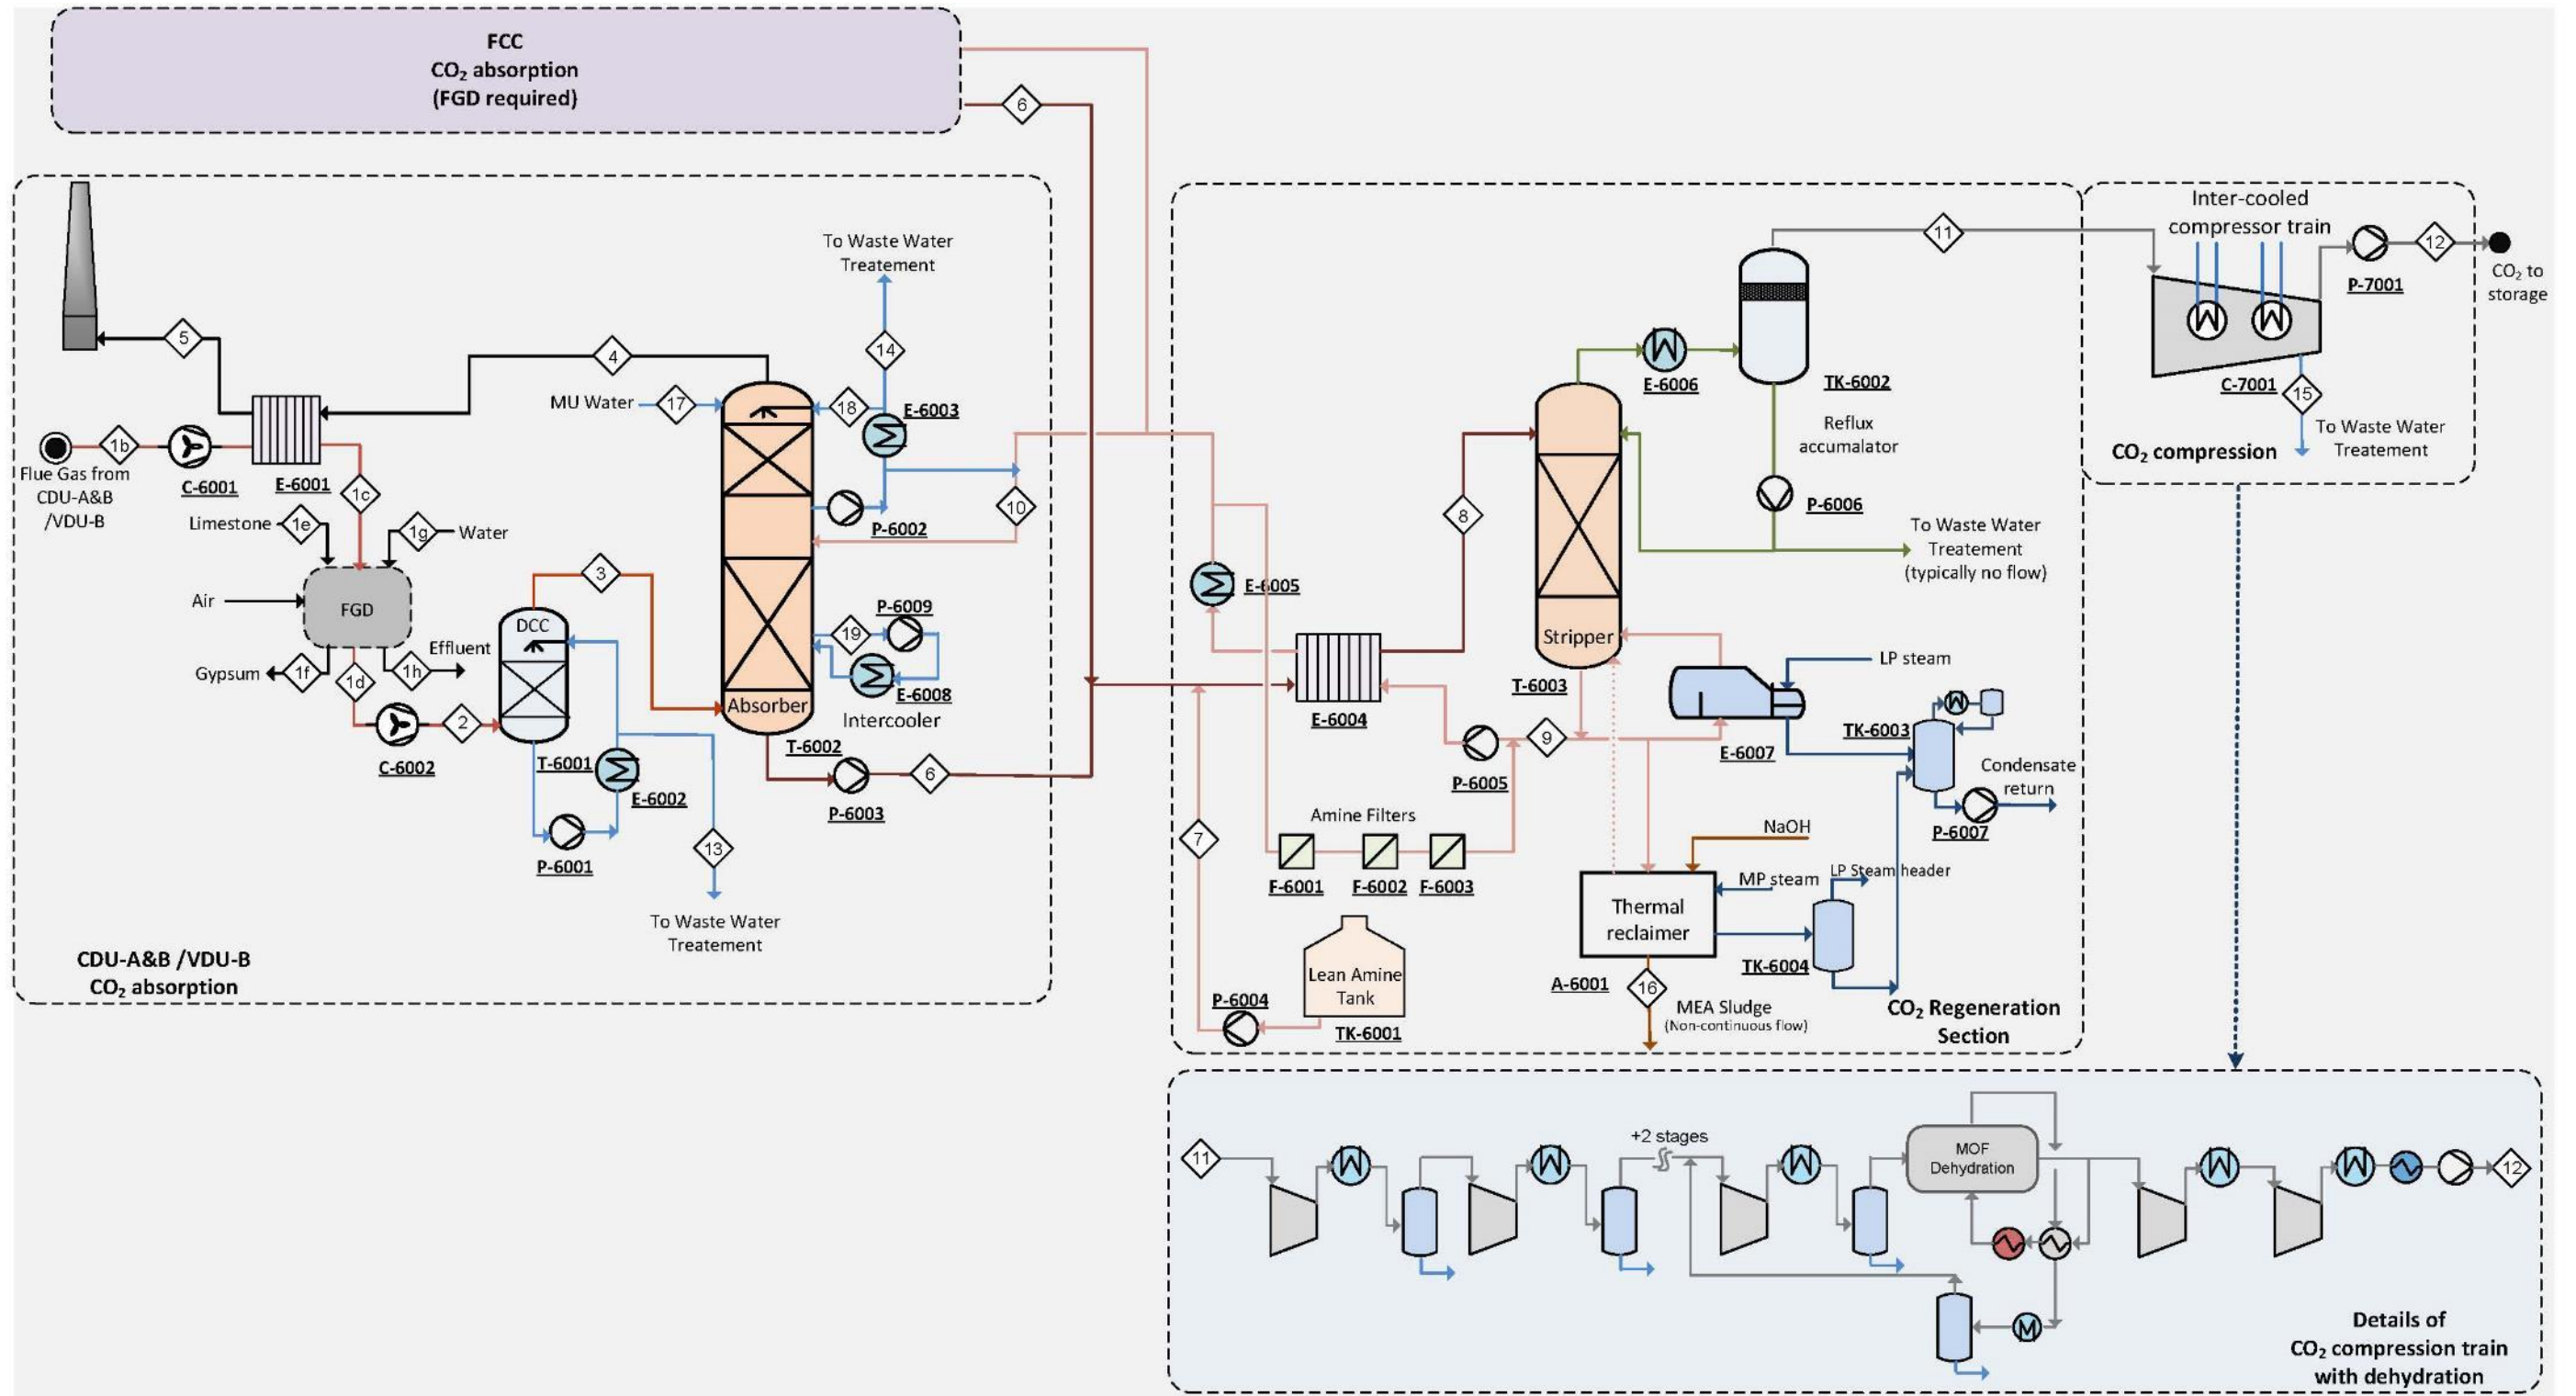 FCC
CO₂ absorption
(FGD required)
6
5
4
To Waste Water
Treatement
14
MU Water
17
18
E-6003
1b
Flue Gas from
CDU-A&B
/VDU-B
C-6001
E-6001
1c
Limestone
1e
1g
Water
10
P-6002
3
Air
FGD
DCC
P-6009
19
E-6008
Intercooler
Effluent
Gypsum
1f
1d
1h
2
Absorber
C-6002
T-6001
T-6002
E-6002
P-6003
6
P-6001
13
To Waste Water
Treatement
CDU-A&B /VDU-B
CO₂ absorption
11
E-6006
TK-6002
Reflux
accumalator
8
P-6006
To Waste Water
Treatement
(typically no flow)
E-6005
Stripper
T-6003
LP steam
E-6004
9
P-6005
E-6007
TK-6003
Condensate
return
P-6007
Amine Filters
7
F-6001
F-6002
F-6003
NaOH
MP steam
LP Steam header
Thermal
reclaimer
TK-6004
A-6001
16
MEA Sludge
(Non-continuous flow)
Lean Amine
Tank
P-6004
TK-6001
CO₂ Regeneration
Section
Inter-cooled
compressor train
12
P-7001
CO₂ to
storage
C-7001
15
To Waste Water
Treatement
CO₂ compression
11
+2 stages
MOF
Dehydration
12
Details of
CO₂ compression train
with dehydration